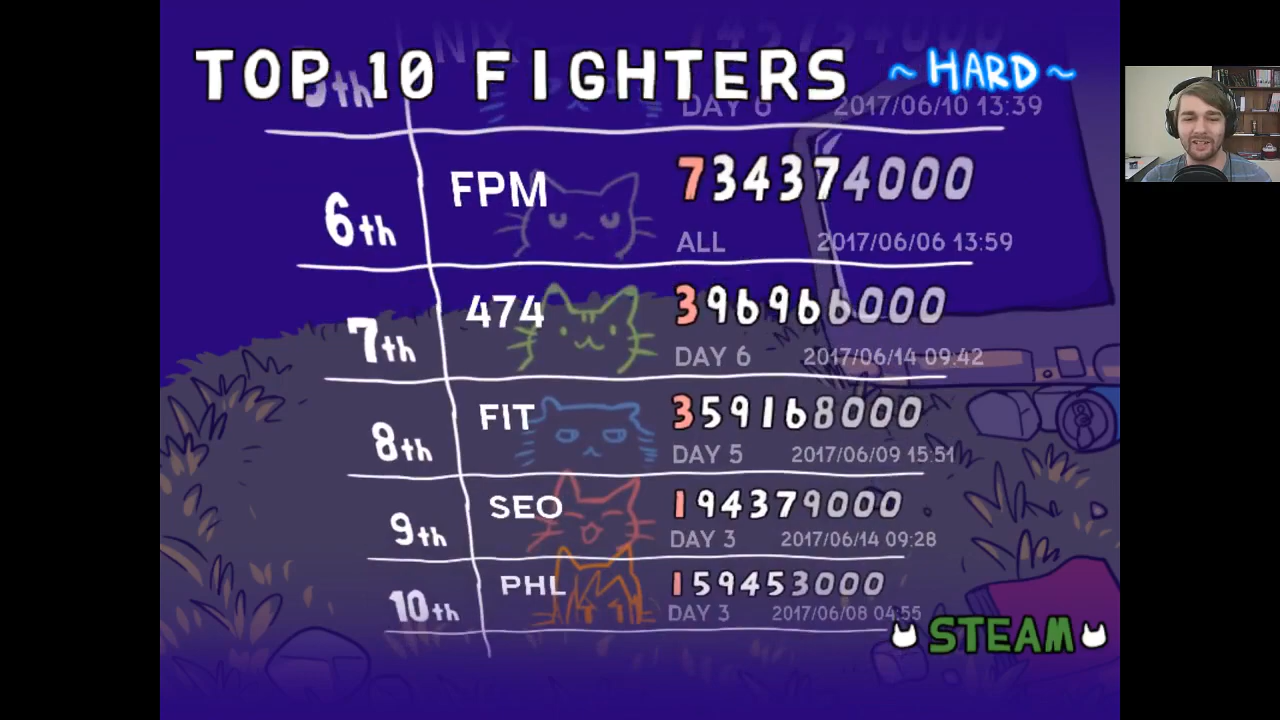 NIX 745734000
TOP 10 FIGHTERS ~HARD~
5th DAY 6 2017/06/10 13:39
6th FPM 734374000
ALL 2017/06/06 13:59
7th 474 396966000
DAY 6 2017/06/14 09:42
8th FIT 359168000
DAY 5 2017/06/09 15:51
9th SEO 194379000
DAY 3 2017/06/14 09:28
10th PHL 159453000
DAY 3 2017/06/08 04:55
STEAM